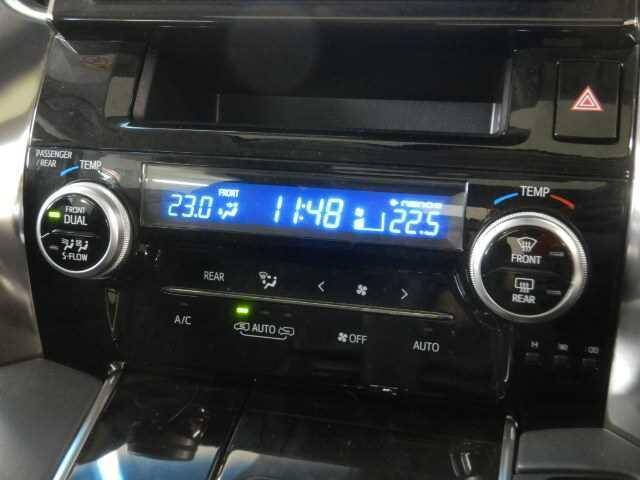 PASSENGER
/REAR
TEMP
FRONT
DUAL
S-FLOW
FRONT
23.0
11:48
nanoe
22.5
TEMP
FRONT
REAR
REAR
< >
A/C
AUTO
OFF
AUTO